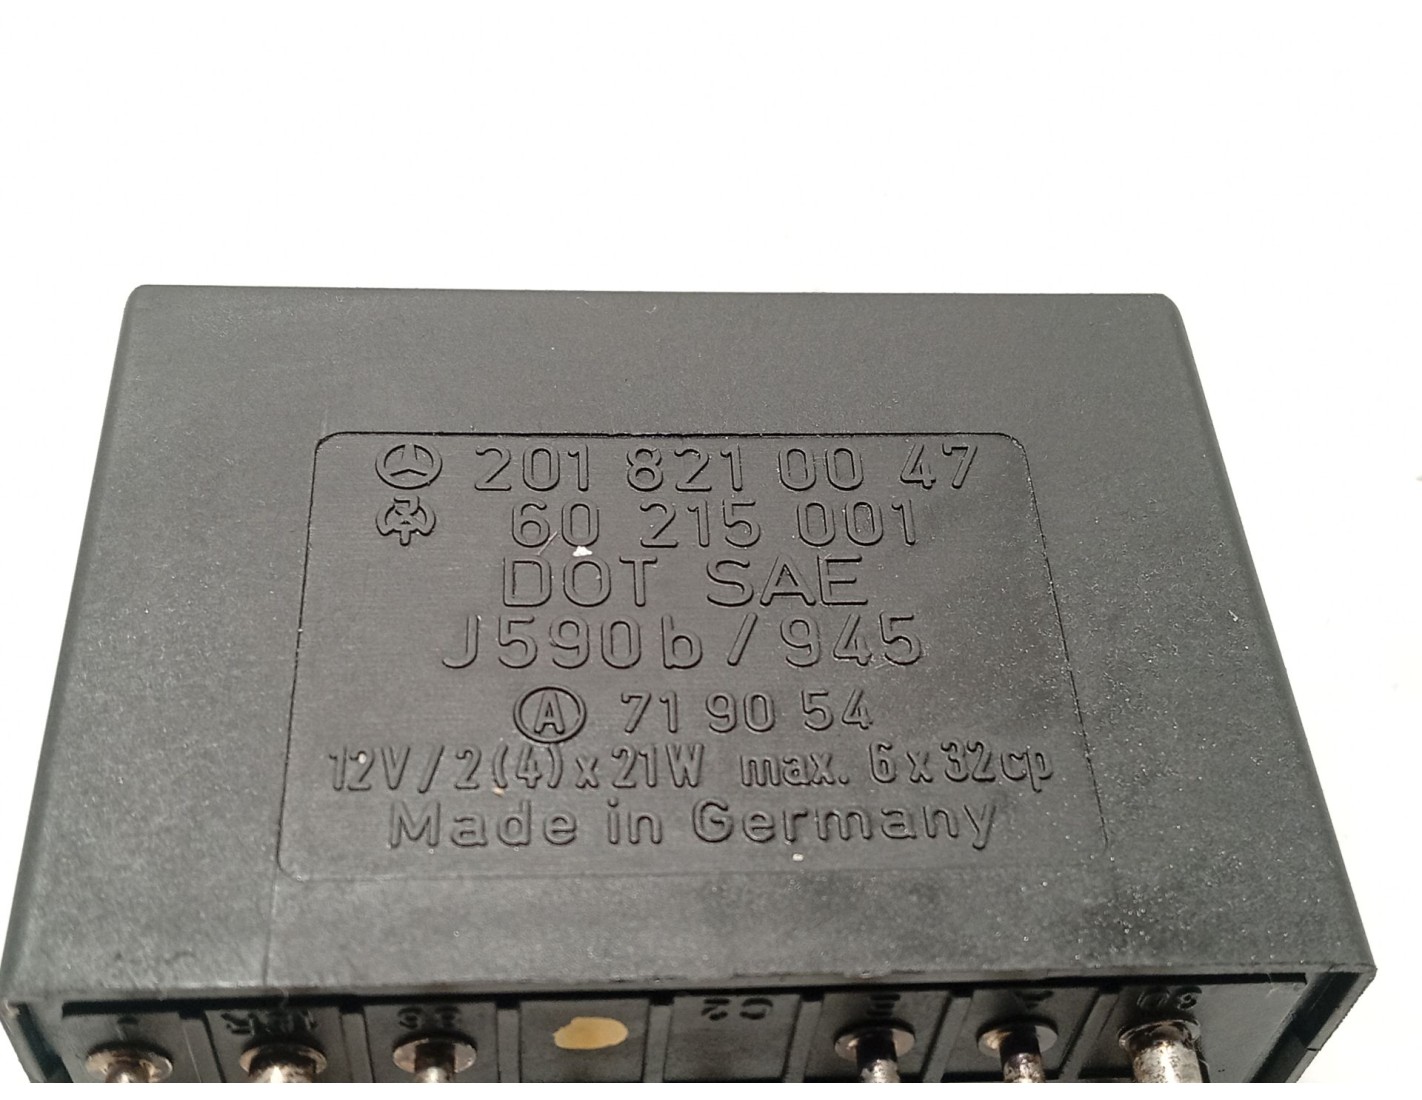 201 821 00 47
60 215 001
DOT SAE
J590b / 945
A 71 90 54
12V/2(4)x21W max. 6x32cp
Made in Germany
C2